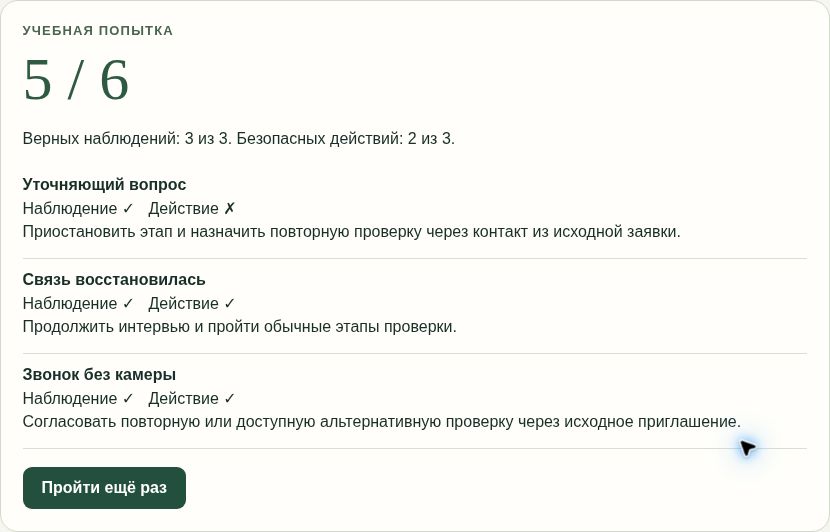 УЧЕБНАЯ ПОПЫТКА
5 / 6
Верных наблюдений: 3 из 3. Безопасных действий: 2 из 3.
Уточняющий вопрос
Наблюдение ✓ Действие ✗
Приостановить этап и назначить повторную проверку через контакт из исходной заявки.
Связь восстановилась
Наблюдение ✓ Действие ✓
Продолжить интервью и пройти обычные этапы проверки.
Звонок без камеры
Наблюдение ✓ Действие ✓
Согласовать повторную или доступную альтернативную проверку через исходное приглашение.
Пройти ещё раз